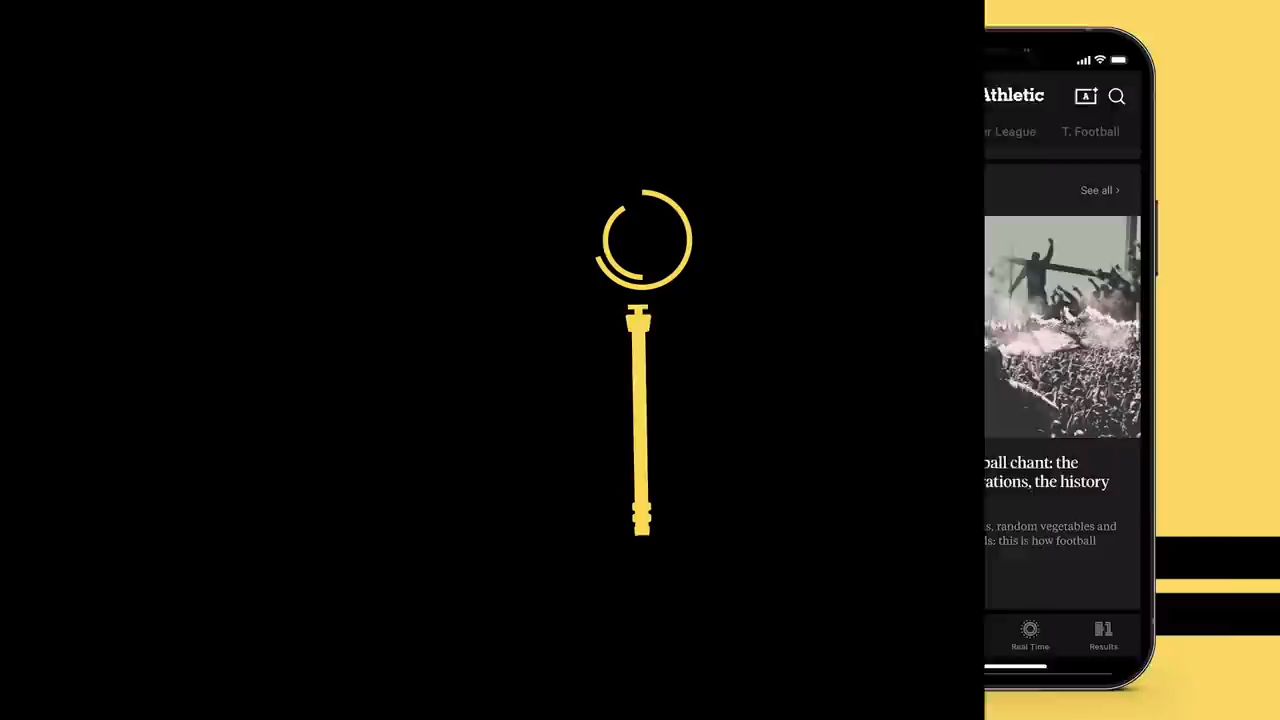 Athletic
A
er League T. Football
See all ›
ball chant: the
rations, the history
s, random vegetables and
ls: this is how football
Real Time Results